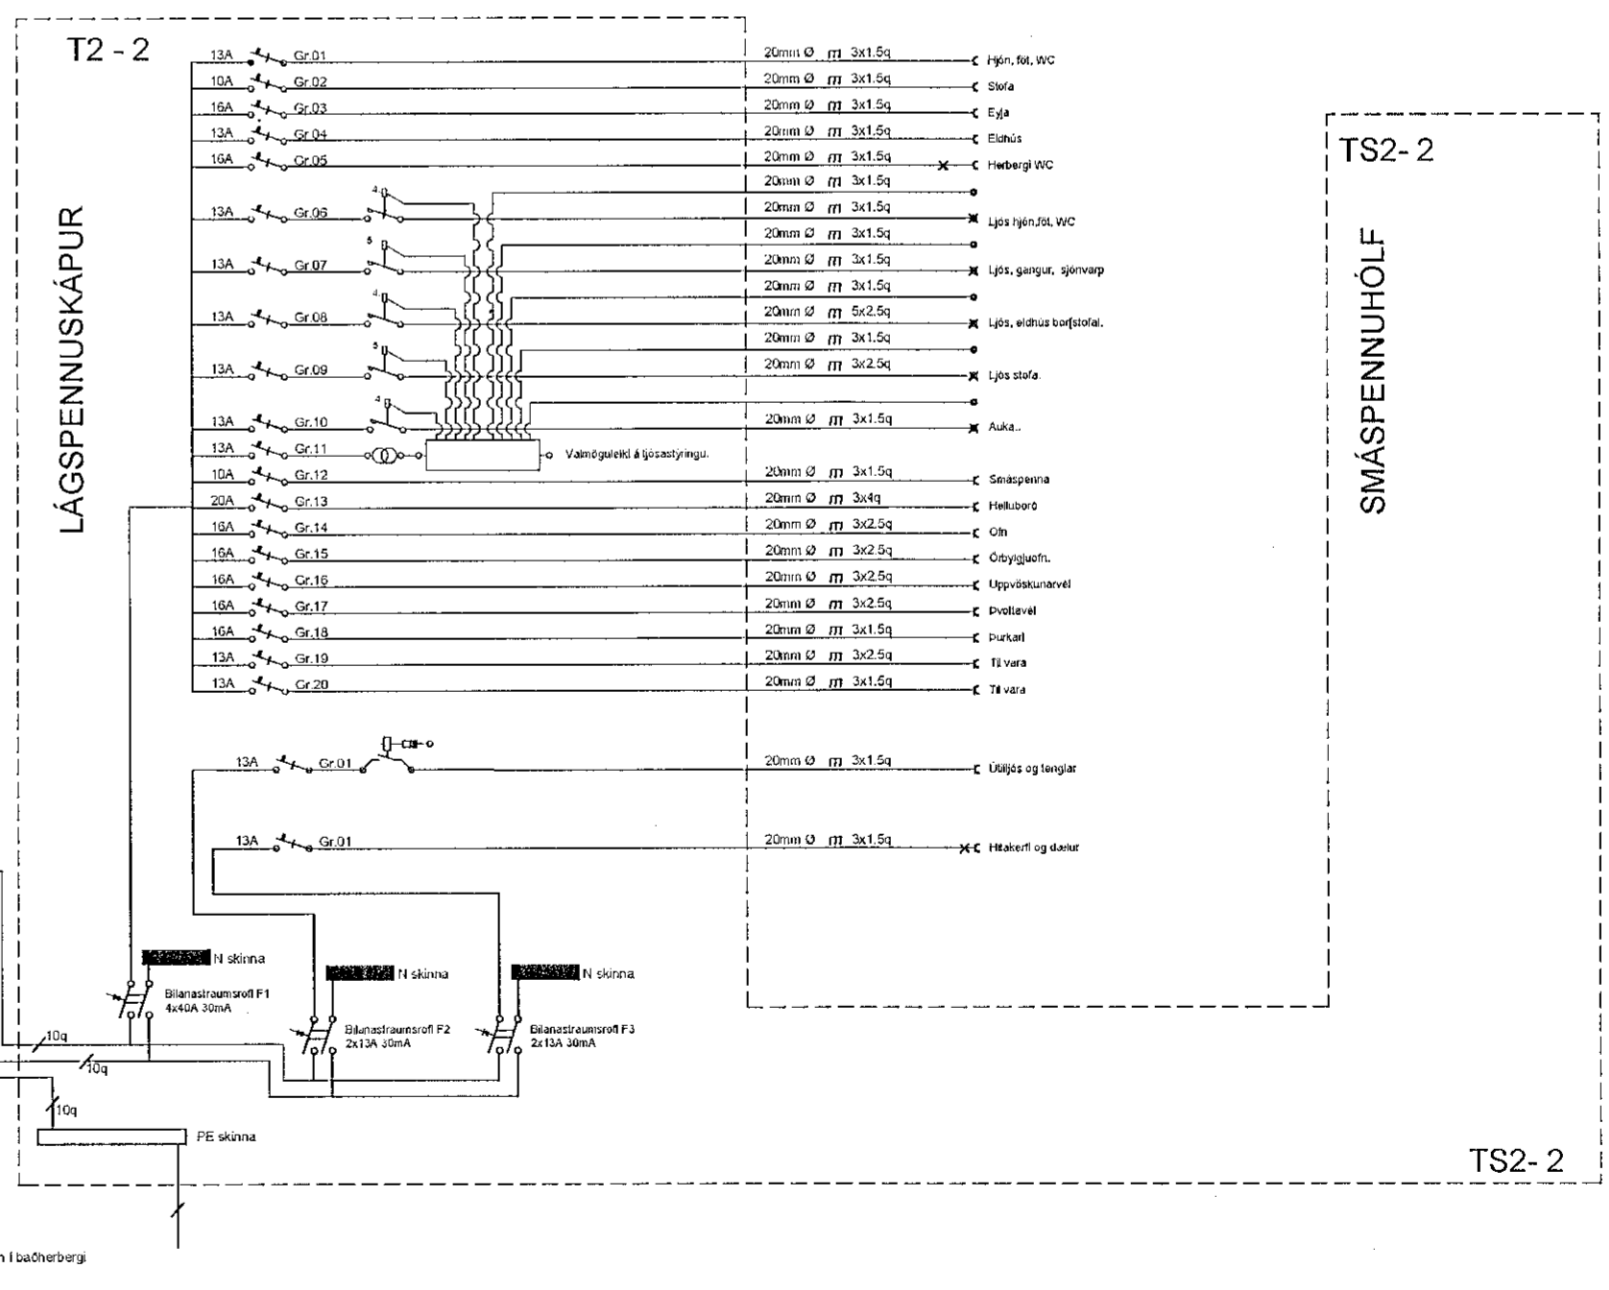 T2 - 2
13A Gr.01 20mm Ø m 3x1.5q Hjón, föt, WC
10A Gr.02 20mm Ø m 3x1.5q Stofa
16A Gr.03 20mm Ø m 3x1.5q Eyja
13A Gr.04 20mm Ø m 3x1.5q Eldhús
16A Gr.05 20mm Ø m 3x1.5q Herbergi WC
20mm Ø m 3x1.5q
4
13A Gr.06 20mm Ø m 3x1.5q Ljós hjón,föt, WC
20mm Ø m 3x1.5q
5
13A Gr.07 20mm Ø m 3x1.5q Ljós, gangur, sjónvarp
20mm Ø m 3x1.5q
4
13A Gr.08 20mm Ø m 5x2.5q Ljós, eldhús borðstofa.
20mm Ø m 3x1.5q
5
13A Gr.09 20mm Ø m 3x2.5q Ljós stofa.
4
13A Gr.10 20mm Ø m 3x1.5q Auka..
13A Gr.11 Valmöguleiki á ljósastýringu.
10A Gr.12 20mm Ø m 3x1.5q Smáspenna
20A Gr.13 20mm Ø m 3x4q Helluborð
16A Gr.14 20mm Ø m 3x2.5q Ofn
16A Gr.15 20mm Ø m 3x2.5q Örbylgjuofn.
16A Gr.16 20mm Ø m 3x2.5q Uppvöskunarvél
16A Gr.17 20mm Ø m 3x2.5q Þvottavél
16A Gr.18 20mm Ø m 3x1.5q Þurkari
13A Gr.19 20mm Ø m 3x2.5q Til vara
13A Gr.20 20mm Ø m 3x1.5q Til vara
13A Gr.01 20mm Ø m 3x1.5q Útiljós og tenglar
13A Gr.01 20mm Ø m 3x1.5q Hitakerfi og dælur
LÁGSPENNUSKÁPUR
TS2- 2
SMÁSPENNUHÓLF
N skinna
N skinna
N skinna
Bilanastraumsrofi F1
4x40A 30mA
Bilanastraumsrofi F2
2x13A 30mA
Bilanastraumsrofi F3
2x13A 30mA
10q
10q
10q
PE skinna
TS2- 2
í baðherbergi